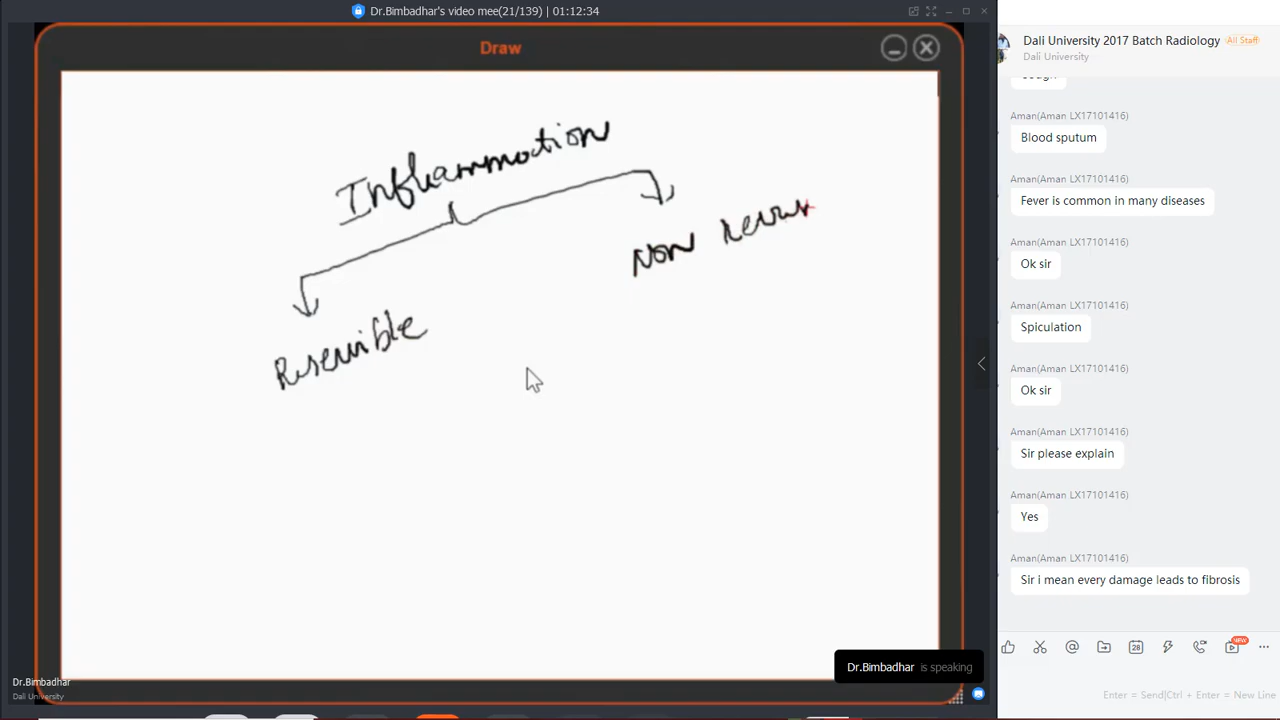 Dr.Bimbadhar's video mee(21/139) | 01:12:34
Draw
Inflammation
Non revers
Reservible
Dr.Bimbadhar is speaking
Dr.Bimbadhar
Dali University
Dali University 2017 Batch Radiology All Staff
Dali University
Cough
Aman(Aman LX17101416)
Blood sputum
Aman(Aman LX17101416)
Fever is common in many diseases
Aman(Aman LX17101416)
Ok sir
Aman(Aman LX17101416)
Spiculation
Aman(Aman LX17101416)
Ok sir
Aman(Aman LX17101416)
Sir please explain
Aman(Aman LX17101416)
Yes
Aman(Aman LX17101416)
Sir i mean every damage leads to fibrosis
28
NEW
Enter = Send|Ctrl + Enter = New Line